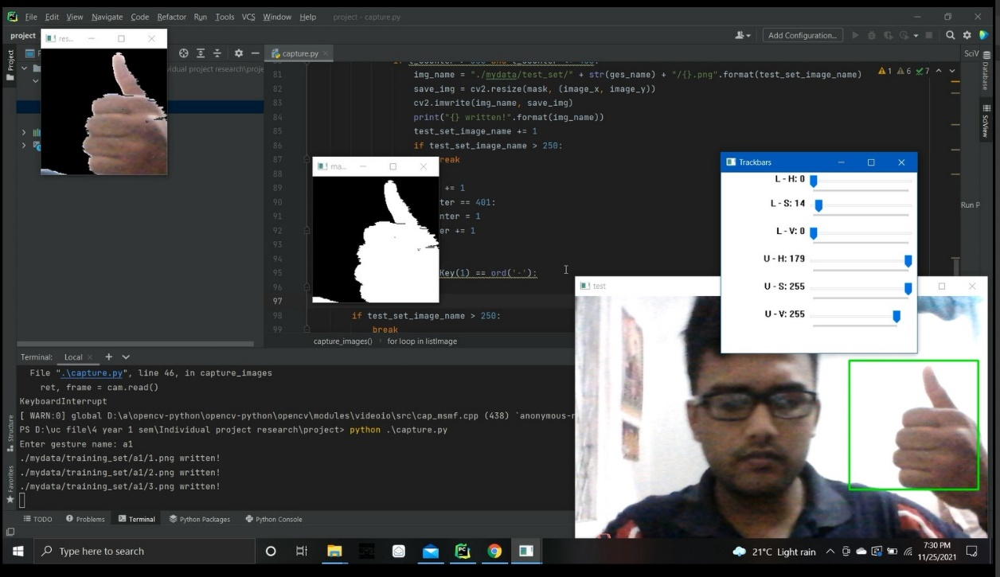 File Edit View Navigate Code Refactor Run Tools VCS Window Help project - capture.py
project
Add Configuration...
res...
Project
capture.py
SciV
Database
SciView
ividual project research\proje
81 img_name = "./mydata/test_set/" + str(ges_name) + "/{}.png".format(test_set_image_name)
1 6 7
82 save_img = cv2.resize(mask, (image_x, image_y))
83 cv2.imwrite(img_name, save_img)
84 print("{} written!".format(img_name))
85 test_set_image_name += 1
86 if test_set_image_name > 250:
87 reak
88
89 += 1
90 ter == 401:
91 nter = 1
92 er += 1
93
94
95 Key(1) == ord('-'):
96
97
98 if test_set_image_name > 250:
99 break
ma...
Trackbars
L - H: 0
L - S: 14
L - V: 0
U - H: 179
U - S: 255
U - V: 255
Run P
test
capture_images() for loop in listImage
Terminal: Local + 
File ".\capture.py", line 46, in capture_images
ret, frame = cam.read()
KeyboardInterrupt
[ WARN:0] global D:\a\opencv-python\opencv-python\opencv\modules\videoio\src\cap_msmf.cpp (438) `anonymous-n
PS D:\uc file\4 year 1 sem\Individual project research\project> python .\capture.py
Enter gesture name: a1
./mydata/training_set/a1/1.png written!
./mydata/training_set/a1/2.png written!
./mydata/training_set/a1/3.png written!
Structure
Favorites
TODO Problems Terminal Python Packages Python Console
Type here to search
21°C Light rain
7:30 PM
11/25/2021